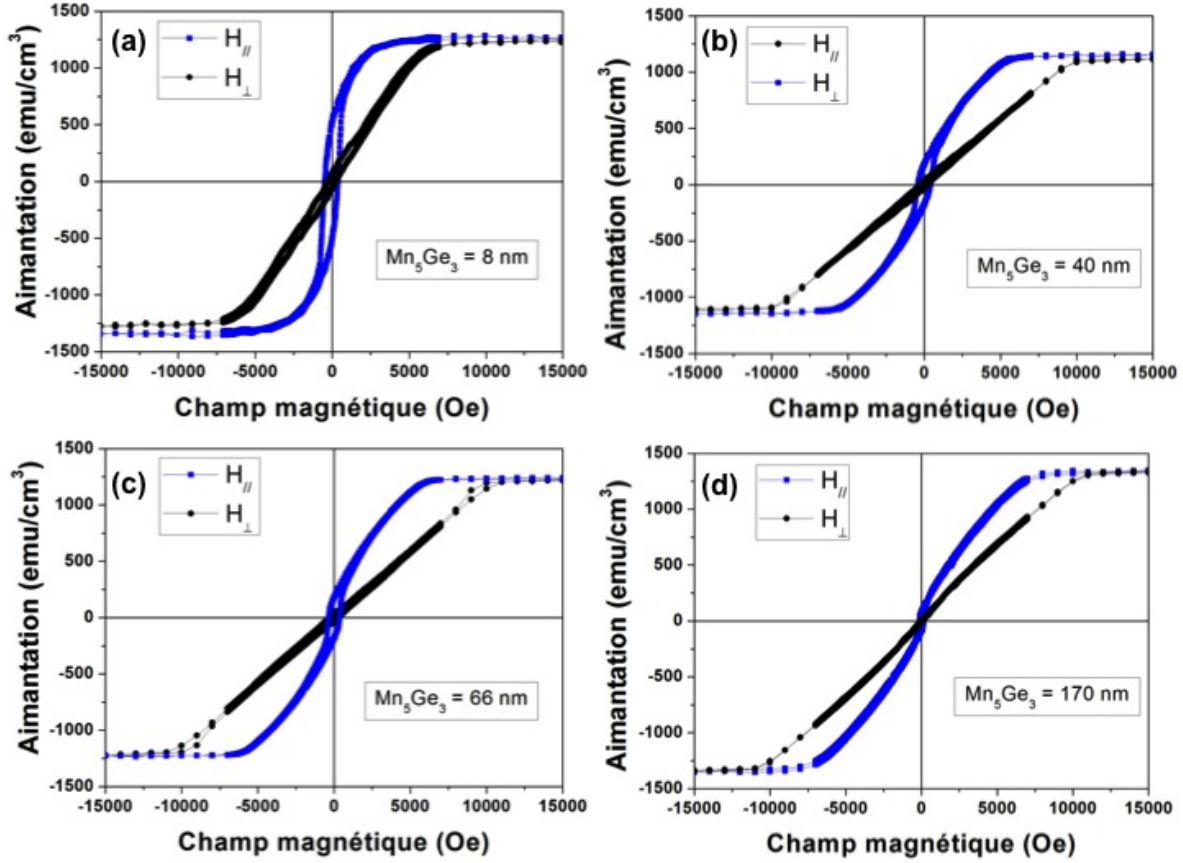 (a)
H//
H⊥
Mn5Ge3 = 8 nm
Aimantation (emu/cm3)
1500
1000
500
0
-500
-1000
-1500
-15000 -10000 -5000 0 5000 10000 15000
Champ magnétique (Oe)
(b)
H//
H⊥
Mn5Ge3 = 40 nm
Aimantation (emu/cm3)
1500
1000
500
0
-500
-1000
-1500
-15000 -10000 -5000 0 5000 10000 15000
Champ magnétique (Oe)
(c)
H//
H⊥
Mn5Ge3 = 66 nm
Aimantation (emu/cm3)
1500
1000
500
0
-500
-1000
-1500
-15000 -10000 -5000 0 5000 10000 15000
Champ magnétique (Oe)
(d)
H//
H⊥
Mn5Ge3 = 170 nm
Aimantation (emu/cm3)
1500
1000
500
0
-500
-1000
-1500
-15000 -10000 -5000 0 5000 10000 15000
Champ magnétique (Oe)